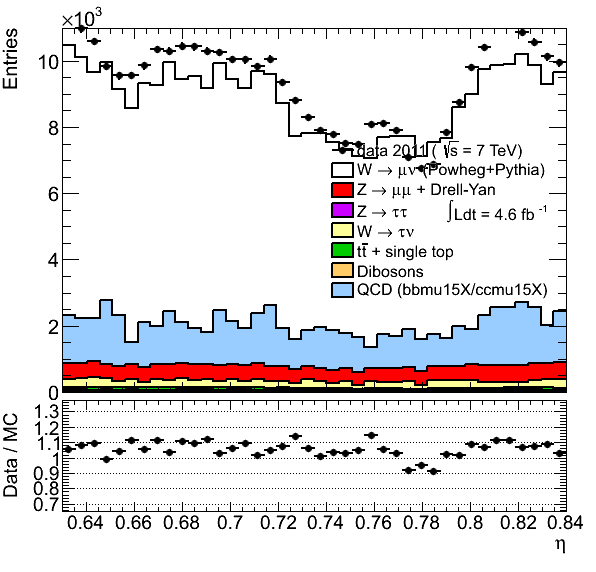 ×10³
Entries
10
8
6
4
2
0
data 2011 ( √s = 7 TeV)
W → μν (Powheg+Pythia)
Z → μμ + Drell-Yan
Z → ττ
∫Ldt = 4.6 fb⁻¹
W → τν
tt̄ + single top
Dibosons
QCD (bbmu15X/ccmu15X)
Data / MC
1.3
1.2
1.1
1
0.9
0.8
0.7
0.64 0.66 0.68 0.7 0.72 0.74 0.76 0.78 0.8 0.82 0.84
η